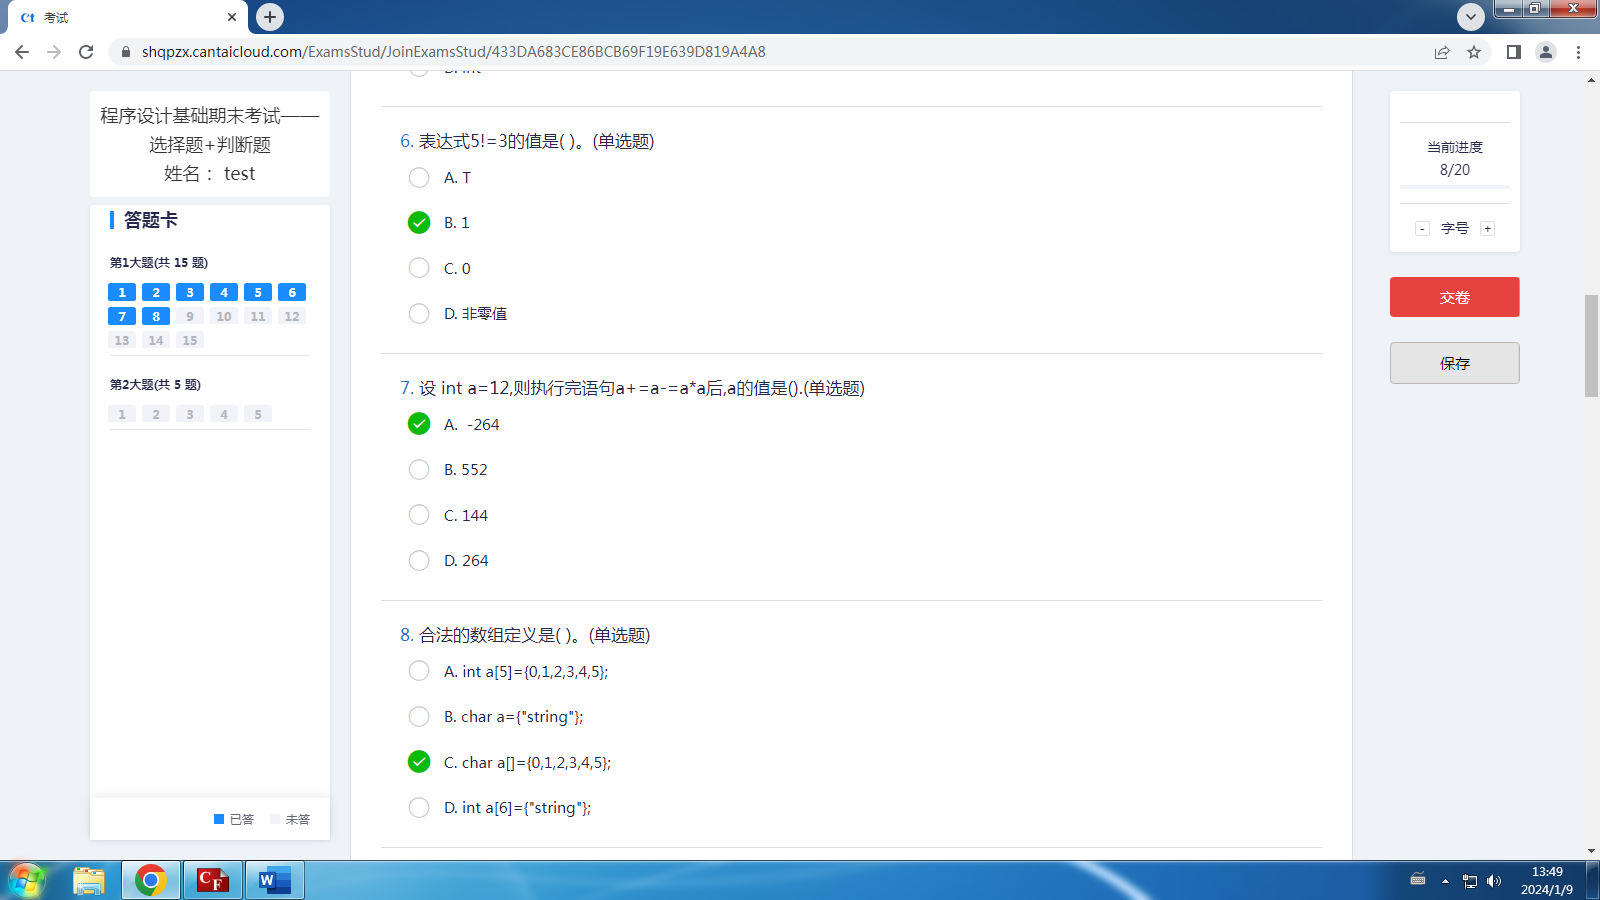 考试
shqpzx.cantaicloud.com/ExamsStud/JoinExamsStud/433DA683CE86BCB69F19E639D819A4A8
程序设计基础期末考试——
选择题+判断题
姓名： test
答题卡
第1大题(共 15 题)
1 2 3 4 5 6
7 8 9 10 11 12
13 14 15
第2大题(共 5 题)
1 2 3 4 5
已答 未答
6. 表达式5!=3的值是( )。(单选题)
A. T
B. 1
C. 0
D. 非零值
7. 设 int a=12,则执行完语句a+=a-=a*a后,a的值是().(单选题)
A. -264
B. 552
C. 144
D. 264
8. 合法的数组定义是( )。(单选题)
A. int a[5]={0,1,2,3,4,5};
B. char a={"string"};
C. char a[]={0,1,2,3,4,5};
D. int a[6]={"string"};
当前进度
8/20
- 字号 +
交卷
保存
13:49
2024/1/9